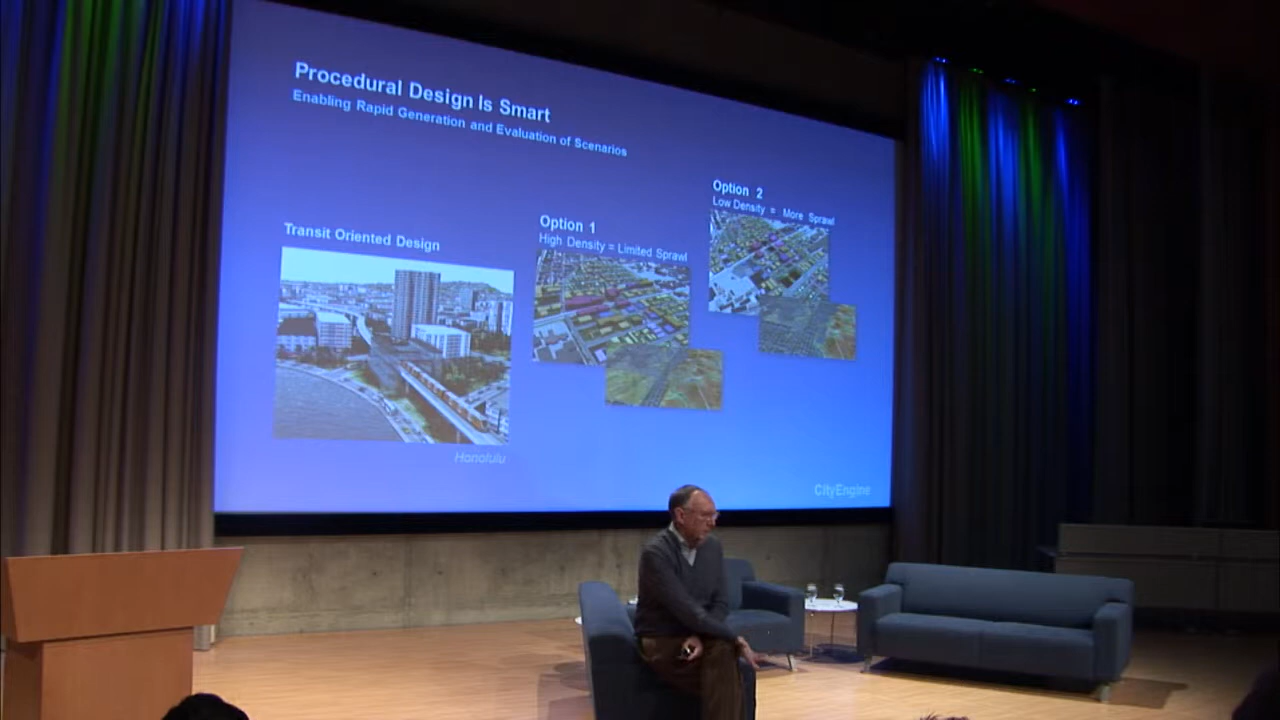 Procedural Design Is Smart
Enabling Rapid Generation and Evaluation of Scenarios
Transit Oriented Design
Honolulu
Option 1
High Density = Limited Sprawl
Option 2
Low Density = More Sprawl
CityEngine